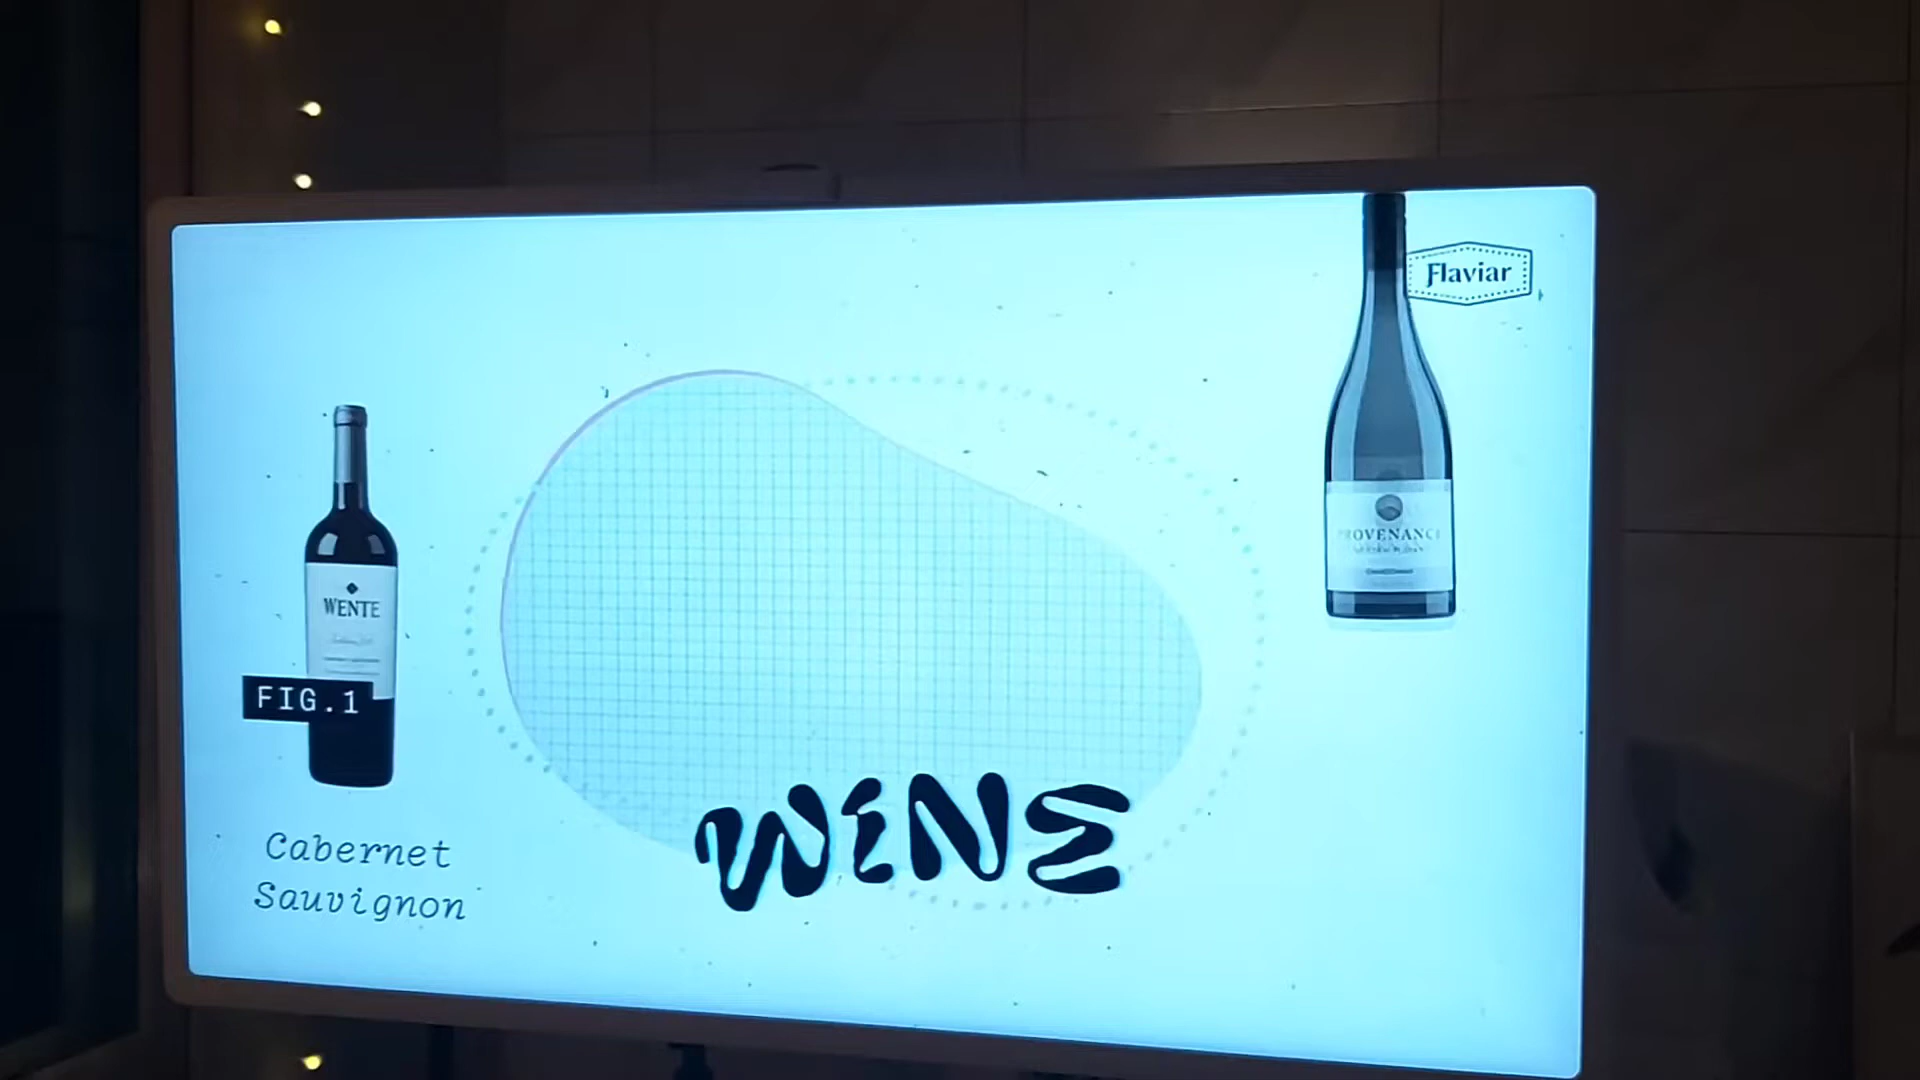 Flaviar
WENTE
FIG.1
Cabernet
Sauvignon
PROVENANCE
WINE